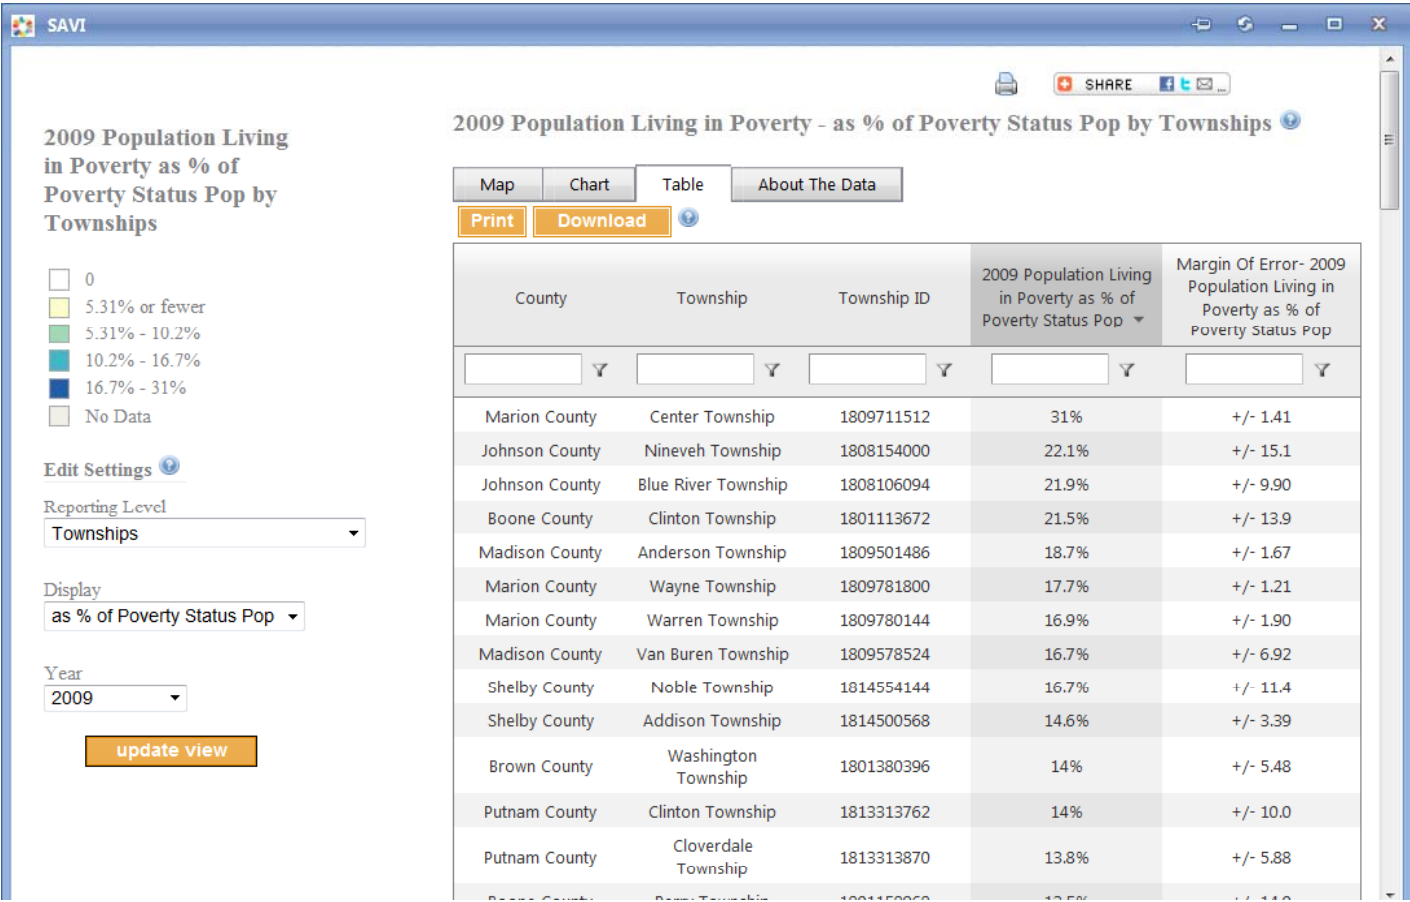 SAVI
SHARE
2009 Population Living
in Poverty as % of
Poverty Status Pop by
Townships
0
5.31% or fewer
5.31% - 10.2%
10.2% - 16.7%
16.7% - 31%
No Data
Edit Settings
Reporting Level
Townships
Display
as % of Poverty Status Pop
Year
2009
update view
2009 Population Living in Poverty - as % of Poverty Status Pop by Townships
Map Chart Table About The Data
Print Download
County Township Township ID 2009 Population Living in Poverty as % of Poverty Status Pop Margin Of Error- 2009 Population Living in Poverty as % of Poverty Status Pop
Marion County Center Township 1809711512 31% +/- 1.41
Johnson County Nineveh Township 1808154000 22.1% +/- 15.1
Johnson County Blue River Township 1808106094 21.9% +/- 9.90
Boone County Clinton Township 1801113672 21.5% +/- 13.9
Madison County Anderson Township 1809501486 18.7% +/- 1.67
Marion County Wayne Township 1809781800 17.7% +/- 1.21
Marion County Warren Township 1809780144 16.9% +/- 1.90
Madison County Van Buren Township 1809578524 16.7% +/- 6.92
Shelby County Noble Township 1814554144 16.7% +/- 11.4
Shelby County Addison Township 1814500568 14.6% +/- 3.39
Brown County Washington Township 1801380396 14% +/- 5.48
Putnam County Clinton Township 1813313762 14% +/- 10.0
Putnam County Cloverdale Township 1813313870 13.8% +/- 5.88